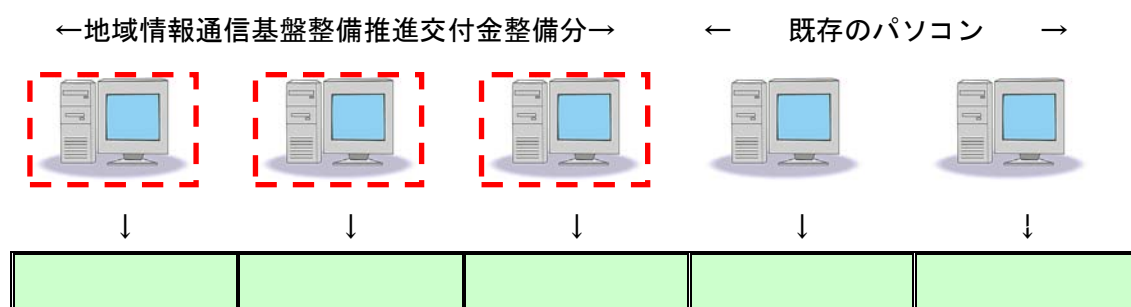 ←地域情報通信基盤整備推進交付金整備分→ ← 既存のパソコン →
↓ ↓ ↓ ↓ ↓